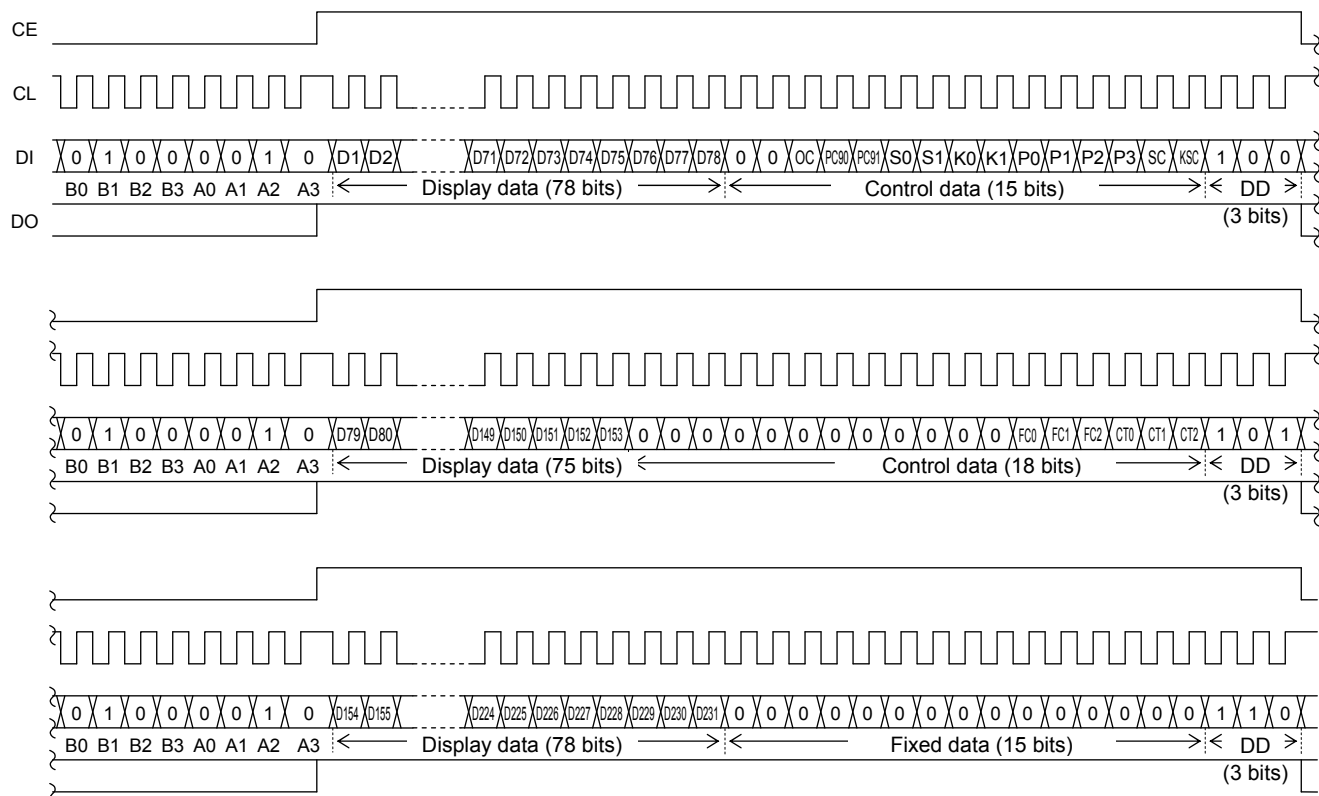 CE
CL
DI 0 1 0 0 0 0 1 0 D1 D2 D71 D72 D73 D74 D75 D76 D77 D78 0 0 OC PC90 PC91 S0 S1 K0 K1 P0 P1 P2 P3 SC KSC 1 0 0
B0 B1 B2 B3 A0 A1 A2 A3 Display data (78 bits) Control data (15 bits) DD
DO (3 bits)
0 1 0 0 0 0 1 0 D79 D80 D149 D150 D151 D152 D153 0 0 0 0 0 0 0 0 0 0 0 0 FC0 FC1 FC2 CT0 CT1 CT2 1 0 1
B0 B1 B2 B3 A0 A1 A2 A3 Display data (75 bits) Control data (18 bits) DD
(3 bits)
0 1 0 0 0 0 1 0 D154 D155 D224 D225 D226 D227 D228 D229 D230 D231 0 0 0 0 0 0 0 0 0 0 0 0 0 0 0 1 1 0
B0 B1 B2 B3 A0 A1 A2 A3 Display data (78 bits) Fixed data (15 bits) DD
(3 bits)